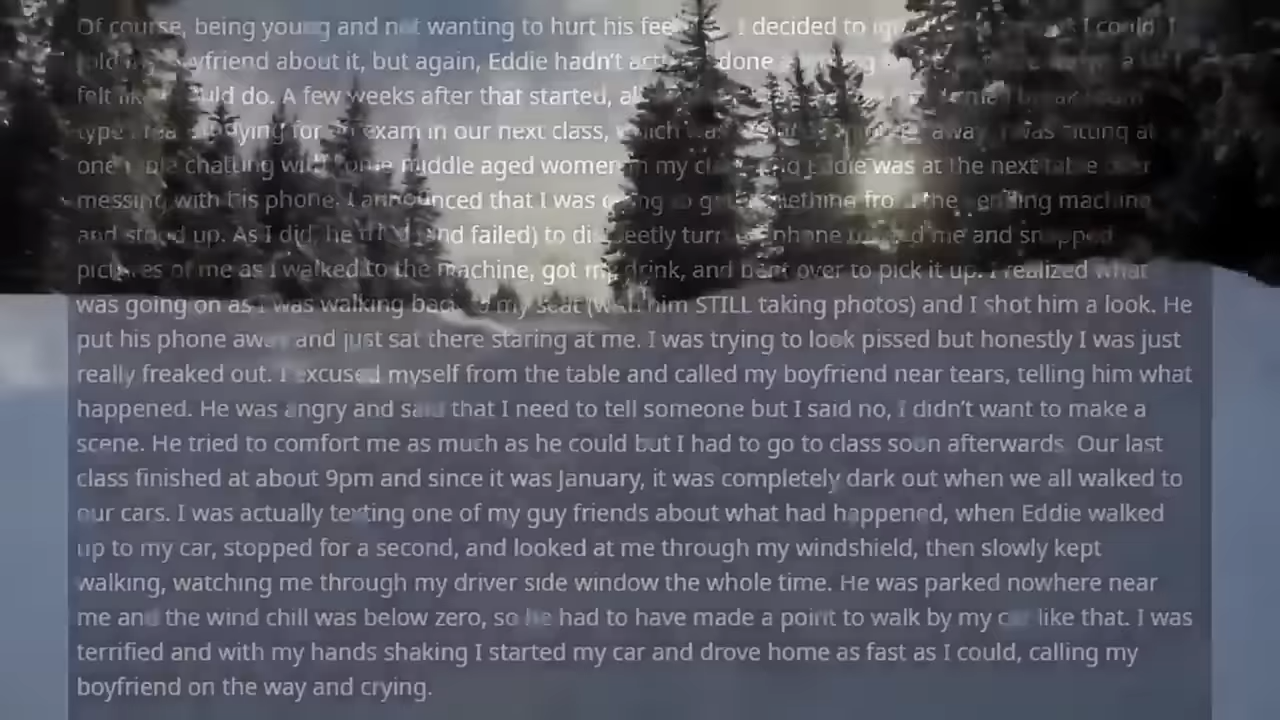 Of course, being young and not wanting to hurt his I decided to I could. I
about it, but again, Eddie hadn't done
felt do. A few weeks after that started,
for exam in our next class, away. I was sitting at
one table chatting with some middle aged women in my and Eddie was at the next table over
messing with his phone. I announced that I was going to get something from the vending machine
and stood up. As I did, he tried (and failed) to discreetly turn phone me and snapped
pictures of me as I walked to the machine, got my drink, and bent over to pick it up. I realized what
was going on as I was walking back to my seat (with him STILL taking photos) and I shot him a look. He
put his phone away and just sat there staring at me. I was trying to look pissed but honestly I was just
really freaked out. I excused myself from the table and called my boyfriend near tears, telling him what
happened. He was angry and said that I need to tell someone but I said no, I didn't want to make a
scene. He tried to comfort me as much as he could but I had to go to class soon afterwards. Our last
class finished at about 9pm and since it was January, it was completely dark out when we all walked to
our cars. I was actually texting one of my guy friends about what had happened, when Eddie walked
up to my car, stopped for a second, and looked at me through my windshield, then slowly kept
walking, watching me through my driver side window the whole time. He was parked nowhere near
me and the wind chill was below zero, so he had to have made a point to walk by my car like that. I was
terrified and with my hands shaking I started my car and drove home as fast as I could, calling my
boyfriend on the way and crying.